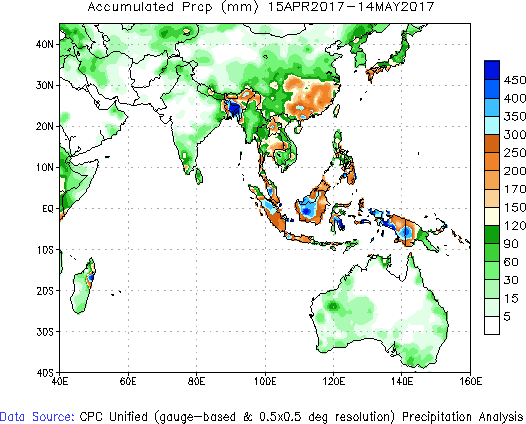 Accumulated Prcp (mm) 15APR2017-14MAY2017
40N
30N
20N
10N
EQ
10S
20S
30S
40S
40E 60E 80E 100E 120E 140E 160E
450
400
350
300
250
200
170
150
120
90
60
30
15
5
Data Source: CPC Unified (gauge-based & 0.5x0.5 deg resolution) Precipitation Analysis